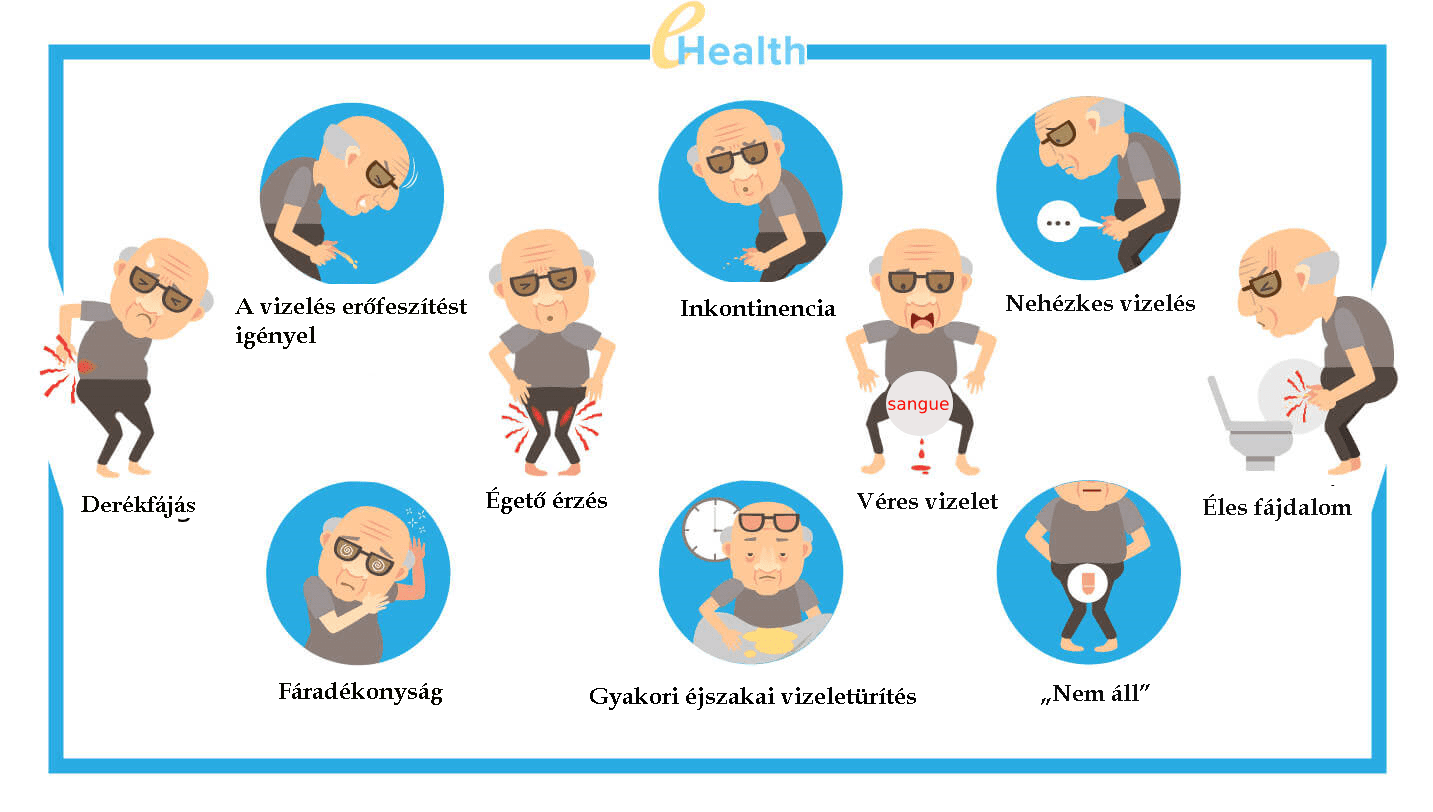 eHealth
A vizelés erőfeszítést
igényel
Inkontinencia
Nehézkes vizelés
sangue
Derékfájás
Égető érzés
Véres vizelet
Éles fájdalom
Fáradékonyság
Gyakori éjszakai vizeletürítés
„Nem áll”